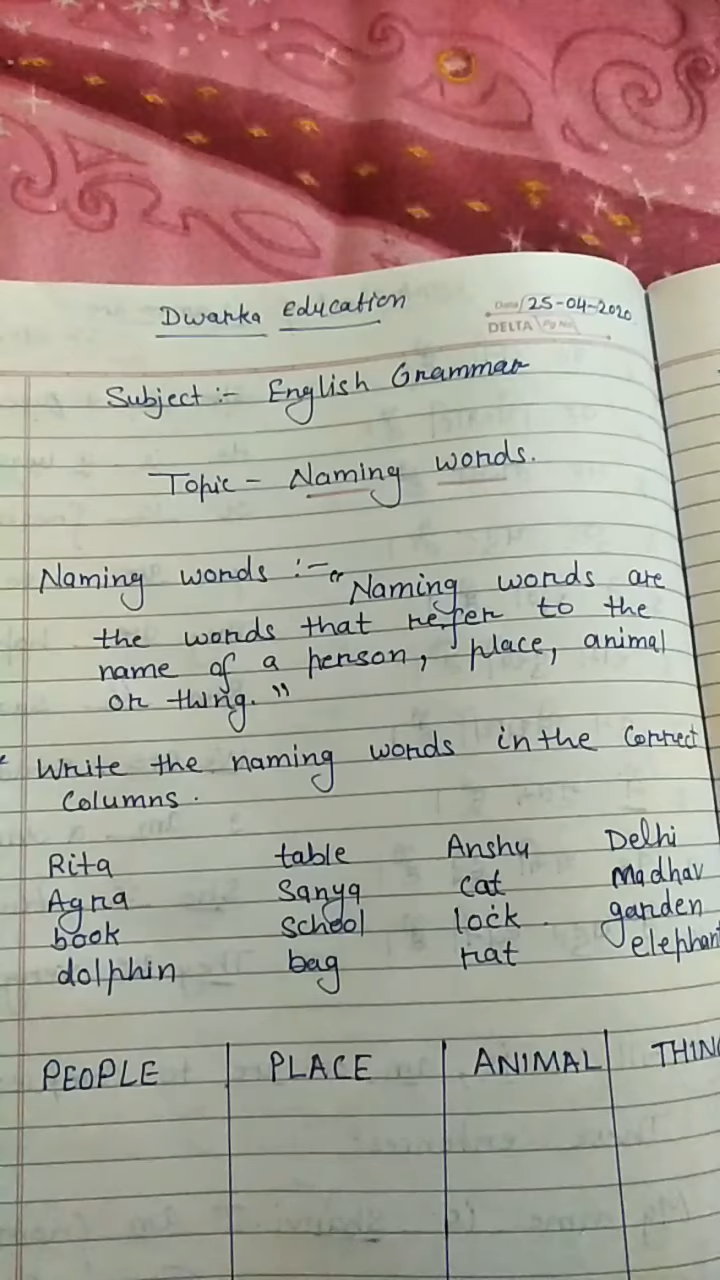 Dwarka Education
Date 25-04-2020
DELTA Pg No.
Subject :- English Grammar
Topic - Naming words.
Naming words :- "Naming words are
the words that refer to the
name of a person, place, animal
or thing."
Write the naming words in the Correct
Columns.
Rita table Anshu Delhi
Agra Sanya cat Madhav
book School lock garden
dolphin bag rat elephant
PEOPLE PLACE ANIMAL THING